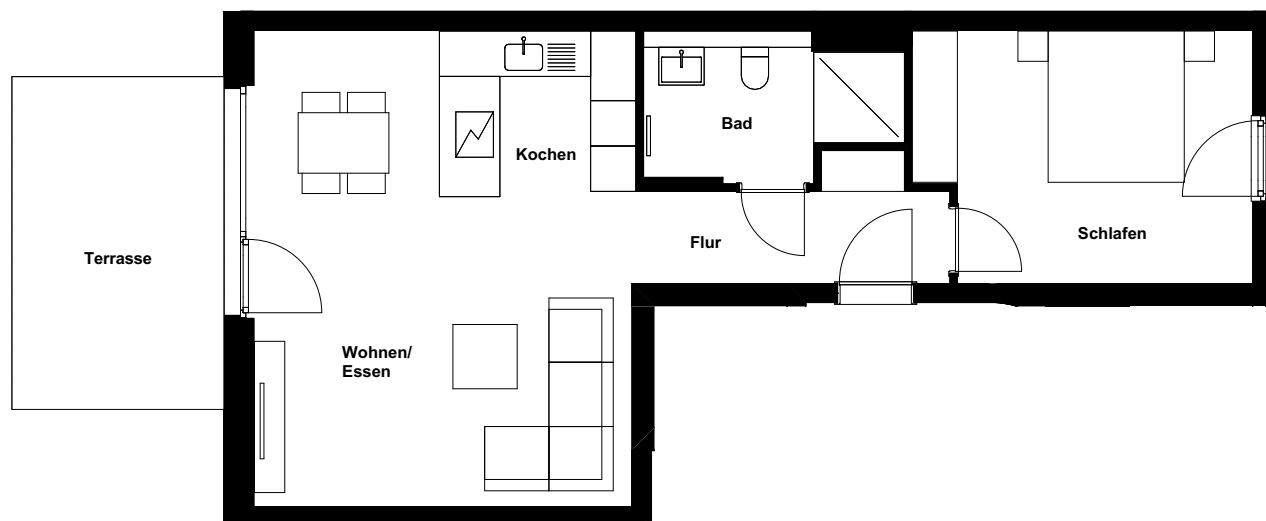 Bad
Kochen
Flur
Schlafen
Terrasse
Wohnen/
Essen